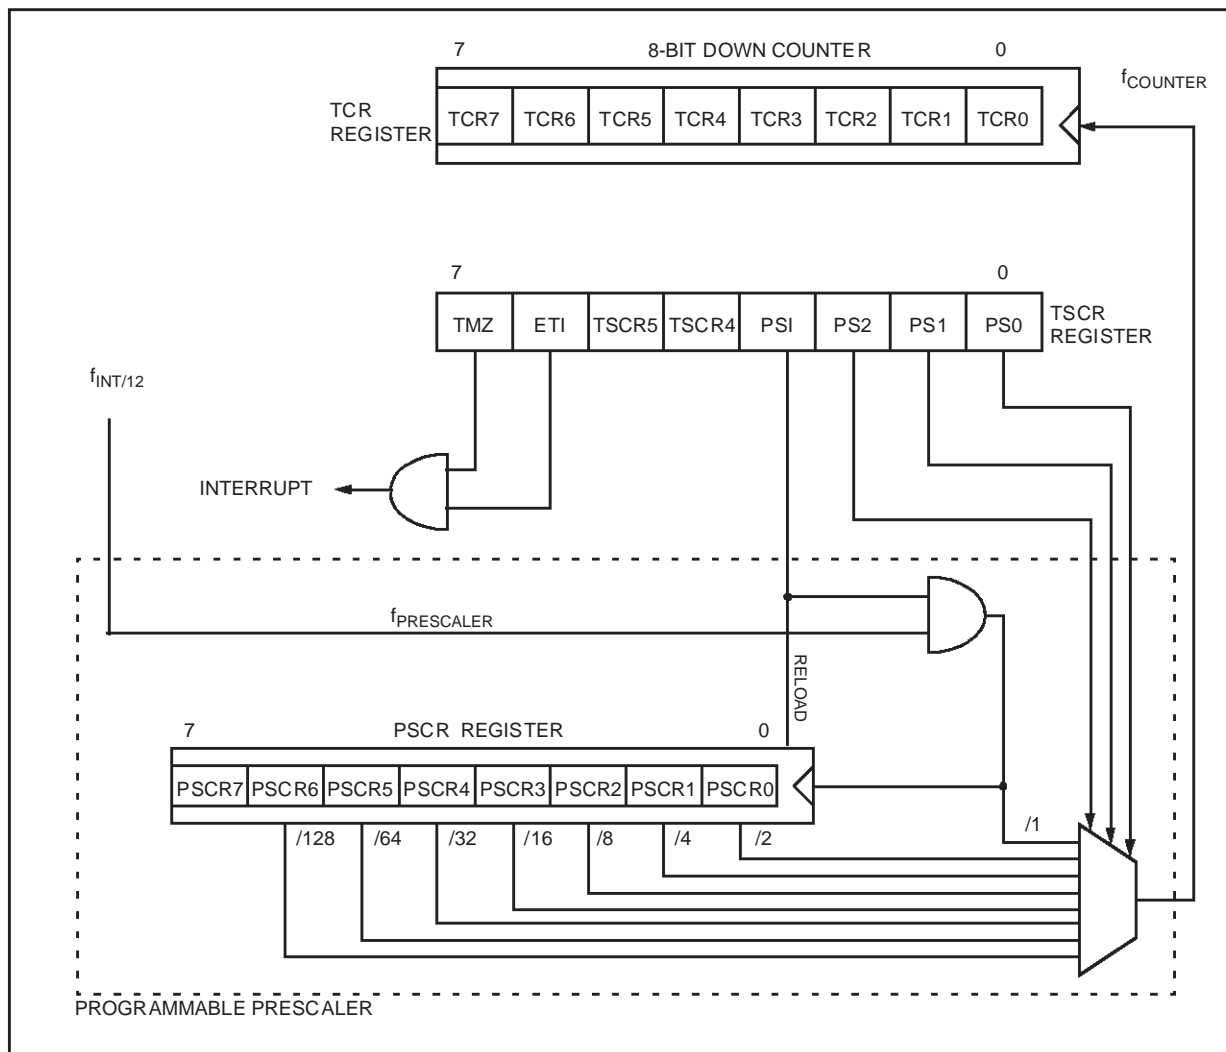 7 8-BIT DOWN COUNTER 0
fCOUNTER
TCR
REGISTER
TCR7 TCR6 TCR5 TCR4 TCR3 TCR2 TCR1 TCR0
7 0
TMZ ETI TSCR5 TSCR4 PSI PS2 PS1 PS0
TSCR
REGISTER
fINT/12
INTERRUPT
fPRESCALER
RELOAD
7 PSCR REGISTER 0
PSCR7 PSCR6 PSCR5 PSCR4 PSCR3 PSCR2 PSCR1 PSCR0
/128 /64 /32 /16 /8 /4 /2 /1
PROGRAMMABLE PRESCALER